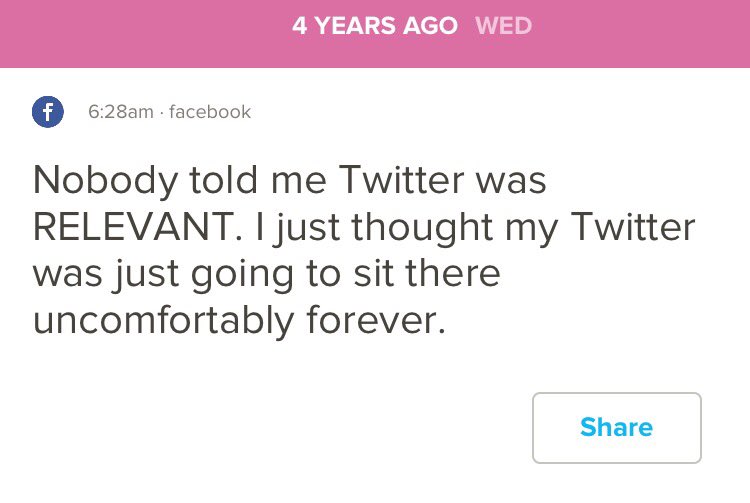 4 YEARS AGO WED
f 6:28am · facebook
Nobody told me Twitter was
RELEVANT. I just thought my Twitter
was just going to sit there
uncomfortably forever.
Share